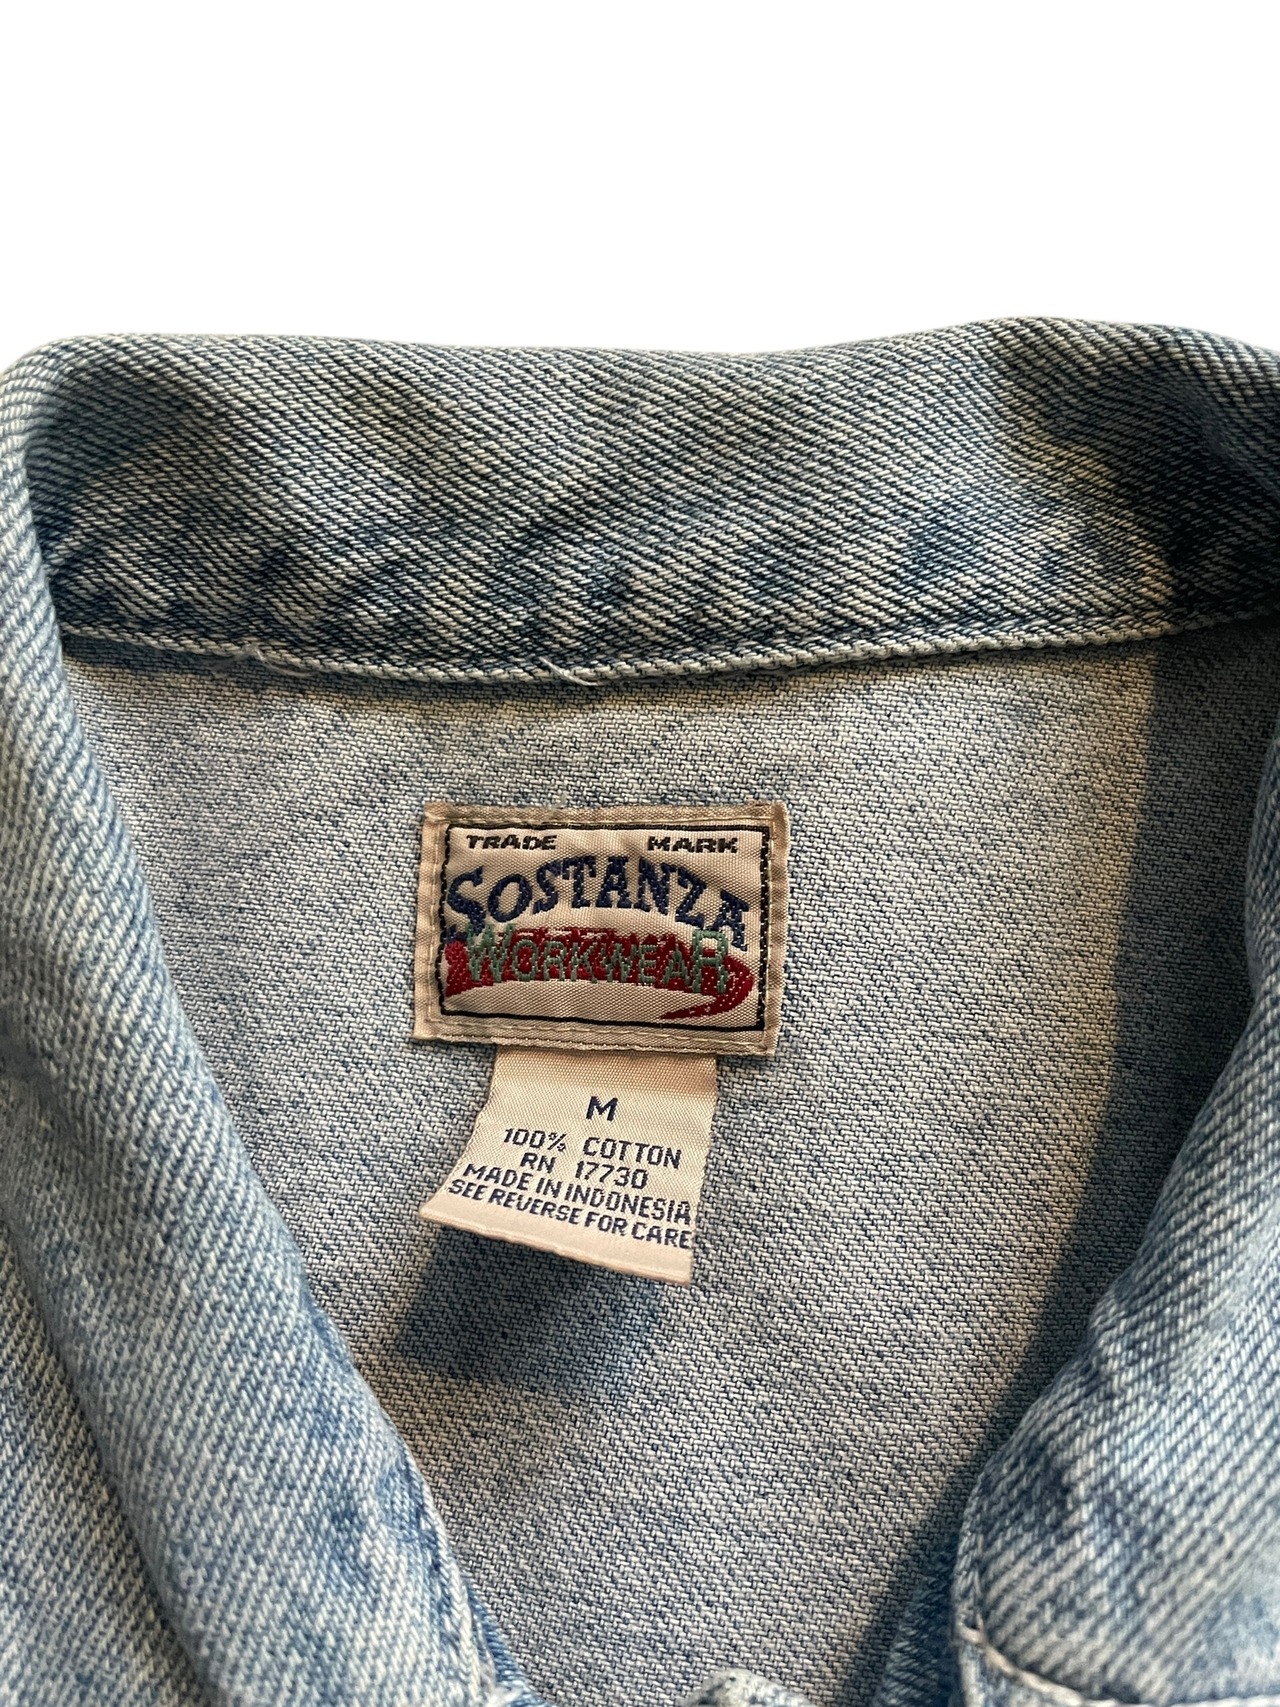 TRADE MARK
SOSTANZA
WORKWEAR
M
100% COTTON
RN 17730
MADE IN INDONESIA
SEE REVERSE FOR CARE